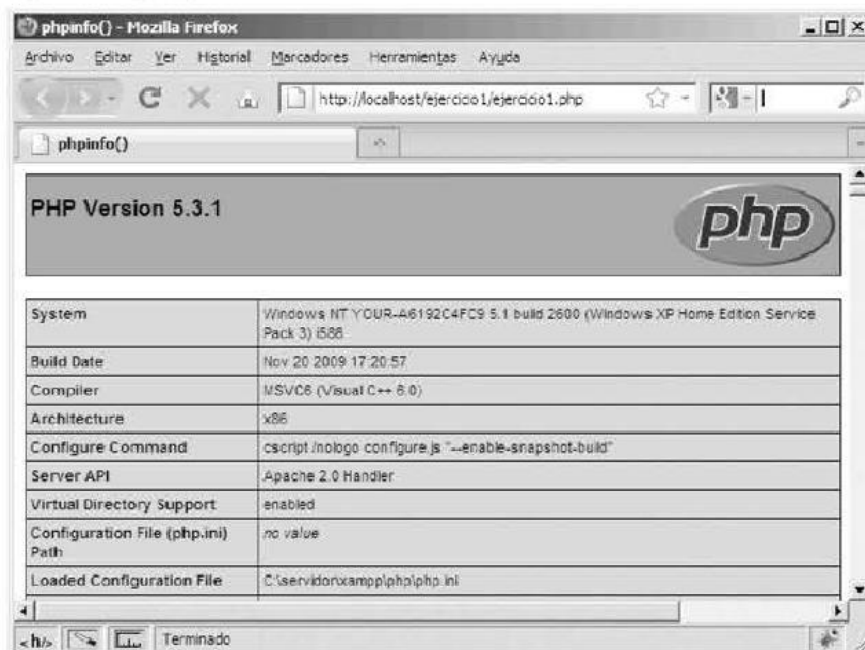 phpinfo() - Mozilla Firefox
Archivo Editar Ver Historial Marcadores Herramientas Ayuda
http://localhost/ejercicio1/ejercicio1.php
phpinfo()
PHP Version 5.3.1
php
System
Windows NT YOUR-A6192C4FC9 5.1 build 2600 (Windows XP Home Edition Service
Pack 3) i586
Build Date
Nov 20 2009 17:20:57
Compiler
MSVC6 (Visual C++ 6.0)
Architecture
x86
Configure Command
cscript /nologo configure.js "--enable-snapshot-build"
Server API
Apache 2.0 Handler
Virtual Directory Support
enabled
Configuration File (php.ini)
Path
no value
Loaded Configuration File
C:\servidor\xampp\php\php.ini
<h/>
Terminado